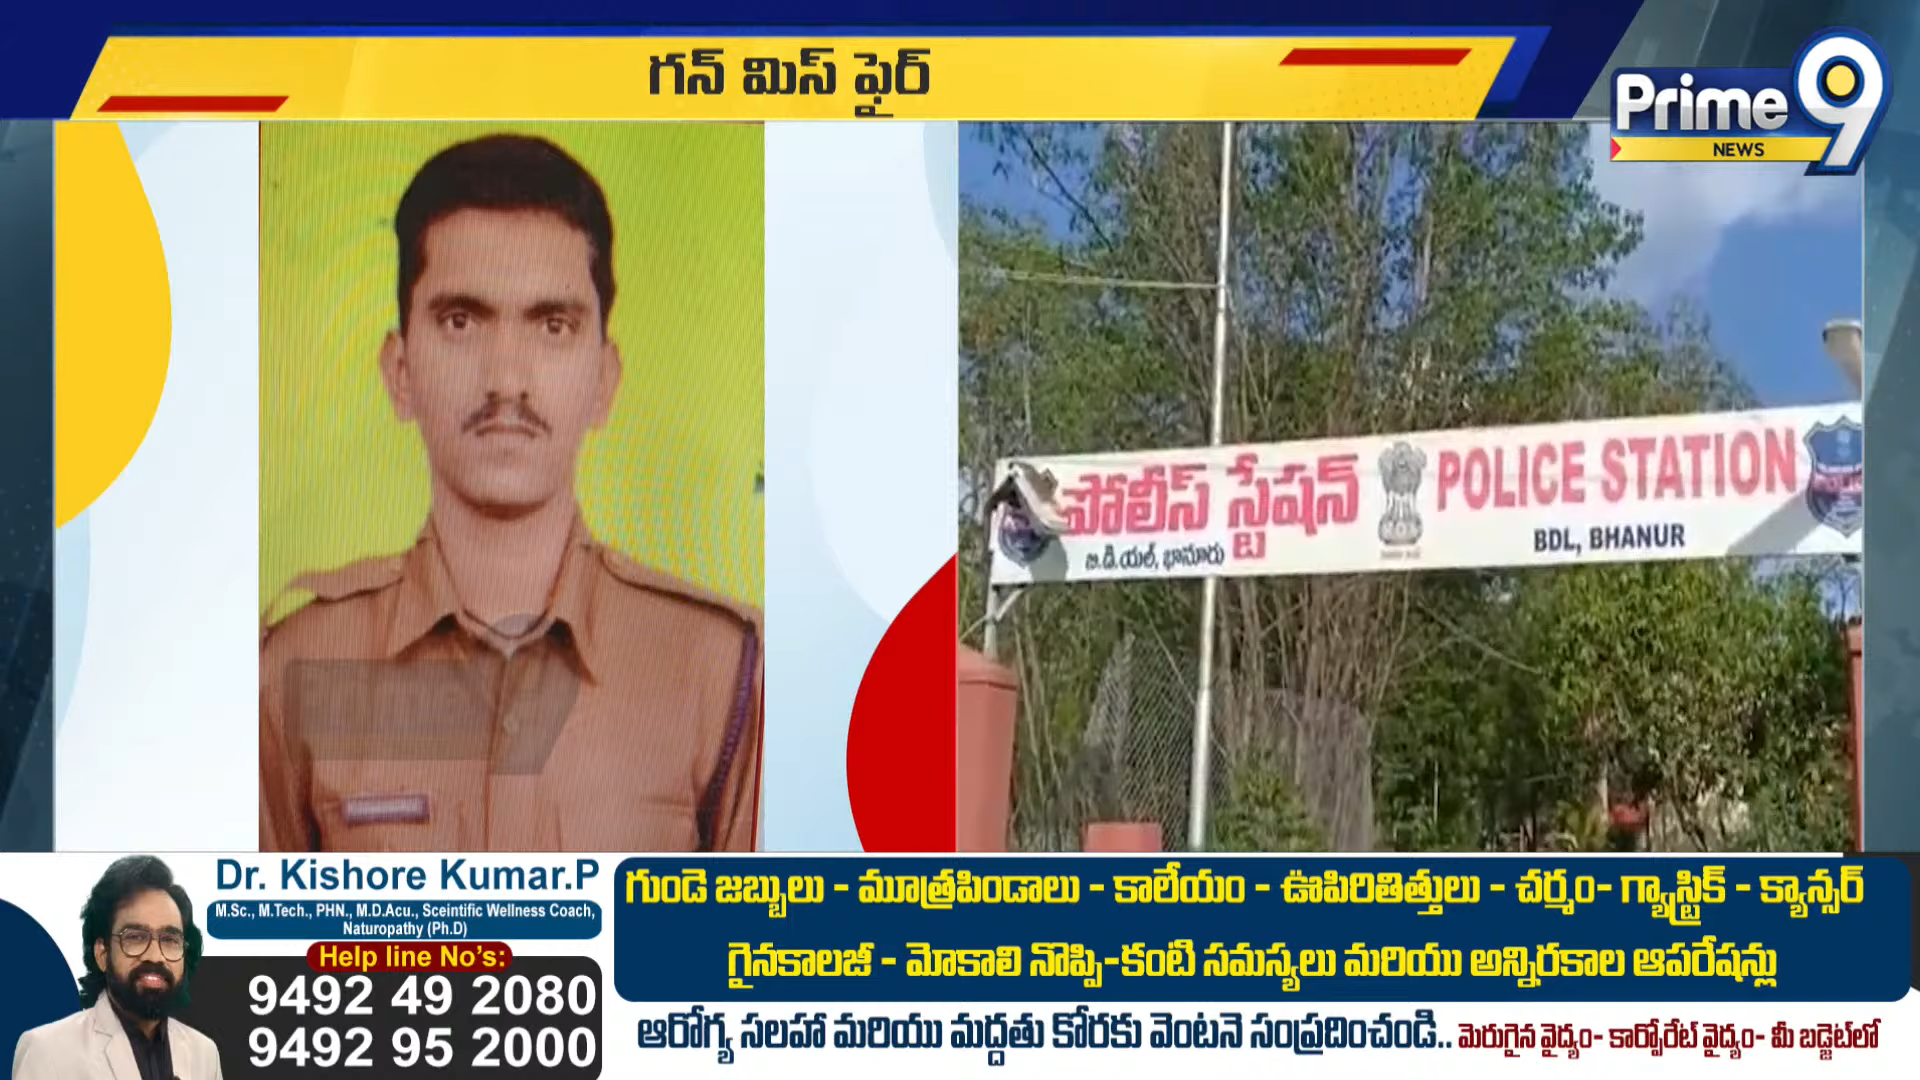 గన్ మిస్ ఫైర్
Prime9
NEWS
పోలీస్ స్టేషన్
POLICE STATION
బి.డి.యల్, భానూరు
BDL, BHANUR
Dr. Kishore Kumar.P
M.Sc., M.Tech., PHN., M.D.Acu., Sceintific Wellness Coach,
Naturopathy (Ph.D)
Help line No's:
9492 49 2080
9492 95 2000
గుండె జబ్బులు - మూత్రపిండాలు - కాలేయం - ఊపిరితిత్తులు - చర్మం- గ్యాస్ట్రిక్ - క్యాన్సర్
గైనకాలజీ - మోకాలి నొప్పి-కంటి సమస్యలు మరియు అన్నిరకాల ఆపరేషన్లు
ఆరోగ్య సలహా మరియు మద్దతు కోరకు వెంటనె సంప్రదించండి.. మెరుగైన వైద్యం- కార్పోరేట్ వైద్యం- మీ బడ్జెట్‌లో